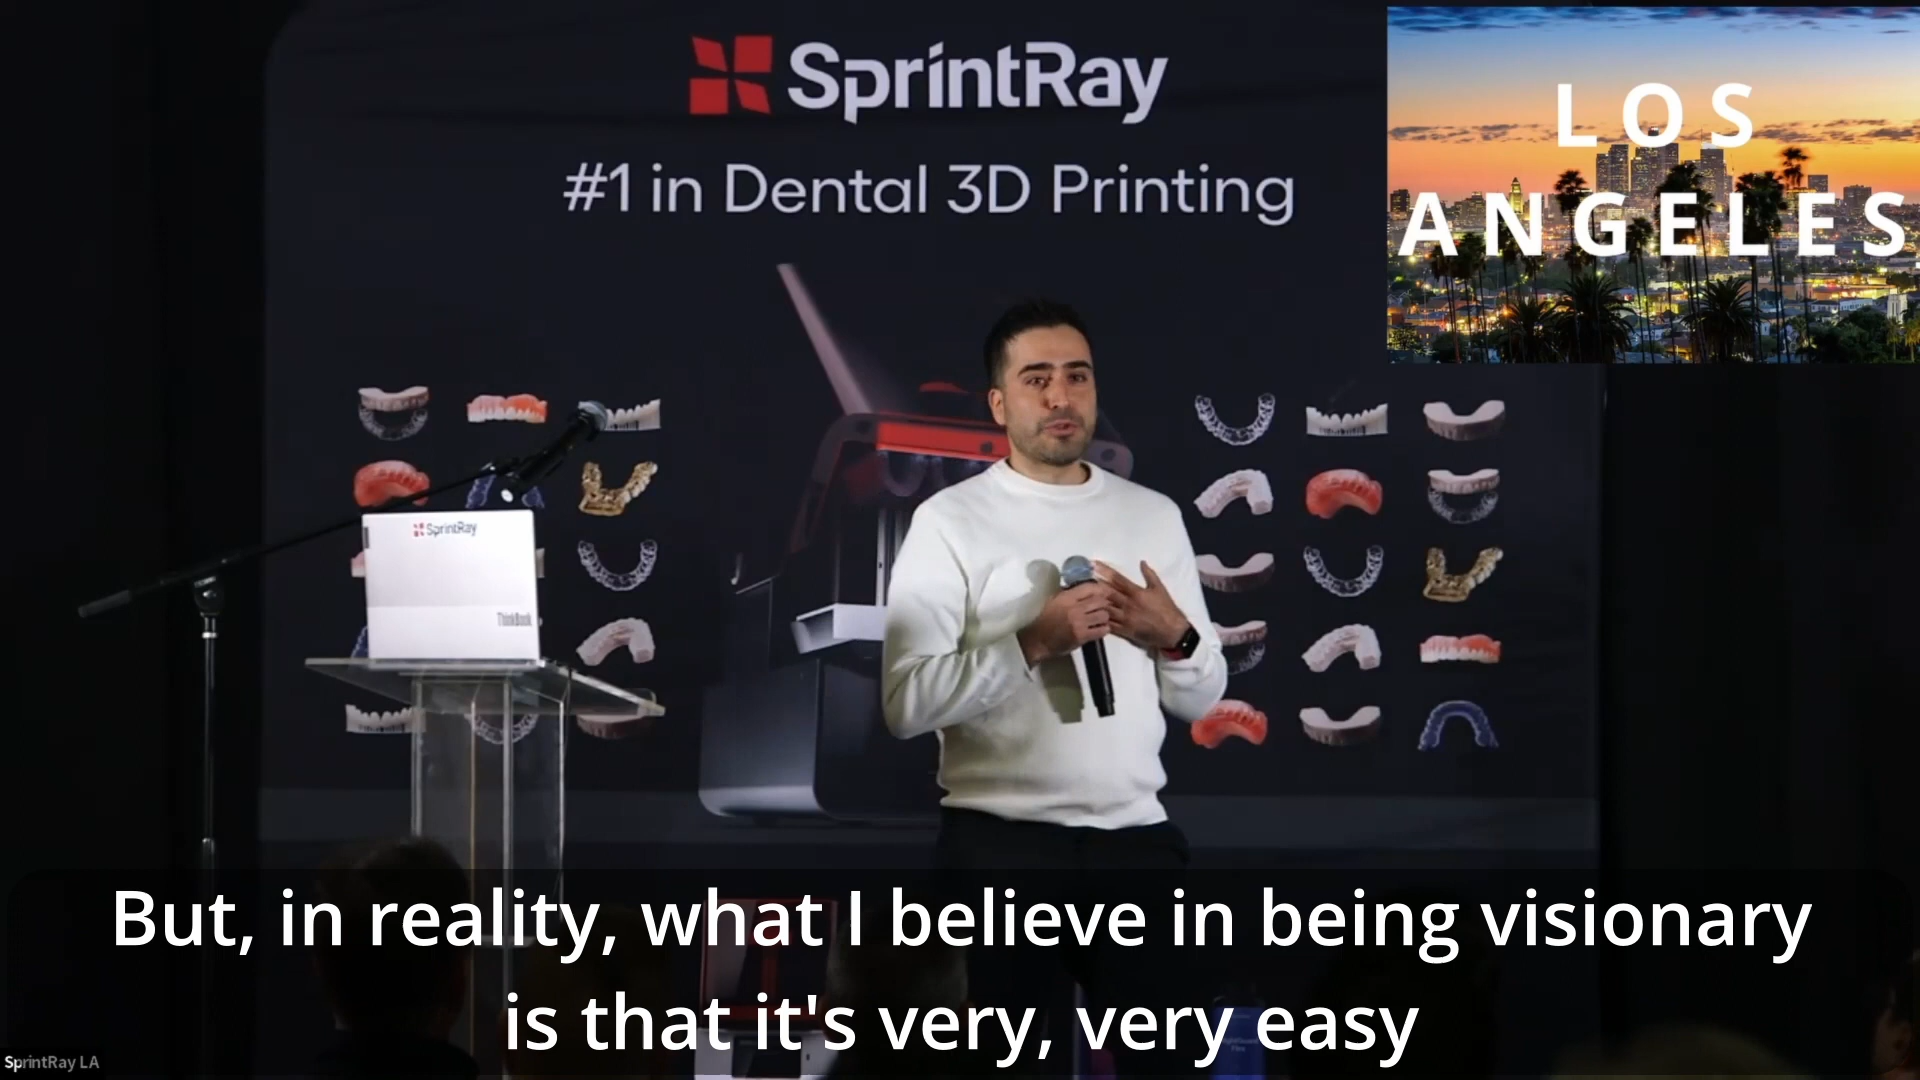 SprintRay
#1 in Dental 3D Printing
LOS
ANGELES
SprintRay
ThinkBook
But, in reality, what I believe in being visionary
is that it's very, very easy
SprintRay LA